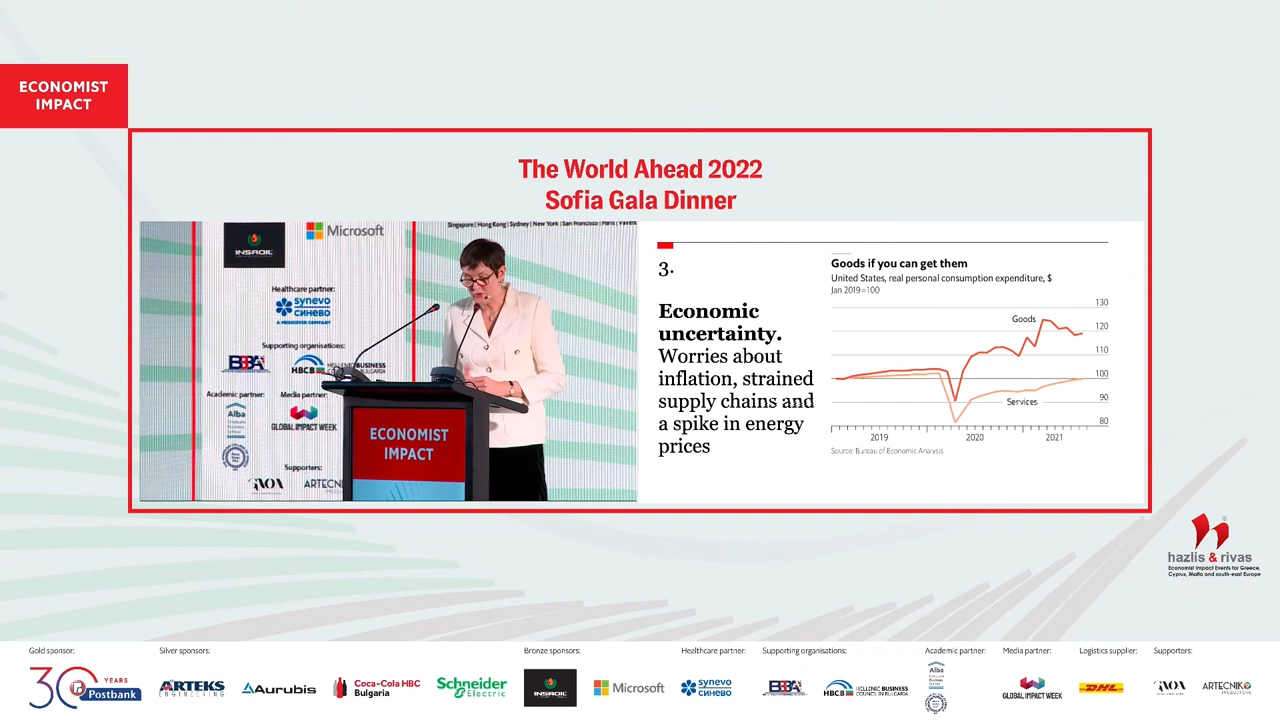 ECONOMIST
IMPACT
The World Ahead 2022
Sofia Gala Dinner
INSAOIL
Microsoft
Singapore | Hong Kong | Sydney | New York | San Francisco | Paris |
Healthcare partner:
synevo
СИНЕВО
A MEDICOVER COMPANY
Supporting organisations:
BBBA
HBCB
HELLENIC BUSINESS
COUNCIL IN BULGARIA
Academic partner:
Media partner:
Alba
GLOBAL IMPACT WEEK
Supporters:
ARTECNI
ECONOMIST
IMPACT
3.
Economic
uncertainty.
Worries about
inflation, strained
supply chains and
a spike in energy
prices
Goods if you can get them
United States, real personal consumption expenditure, $
Jan 2019=100
130
Goods
120
110
100
Services
90
80
2019
2020
2021
Source: Bureau of Economic Analysis
hazlis & rivas
Economist Impact Events for Greece,
Cyprus, Malta and south-east Europe
Gold sponsor:
30 YEARS
Postbank
Silver sponsors:
ARTEKS
ENGINEERING
Aurubis
Coca-Cola HBC
Bulgaria
Schneider
Electric
Bronze sponsors:
INSAOIL
Microsoft
Healthcare partner:
synevo
СИНЕВО
Supporting organisations:
BBBA
HBCB
HELLENIC BUSINESS
COUNCIL IN BULGARIA
Academic partner:
Alba
Media partner:
GLOBAL IMPACT WEEK
Logistics supplier:
DHL
Supporters:
ARTECNIKO
PRODUCTIONS